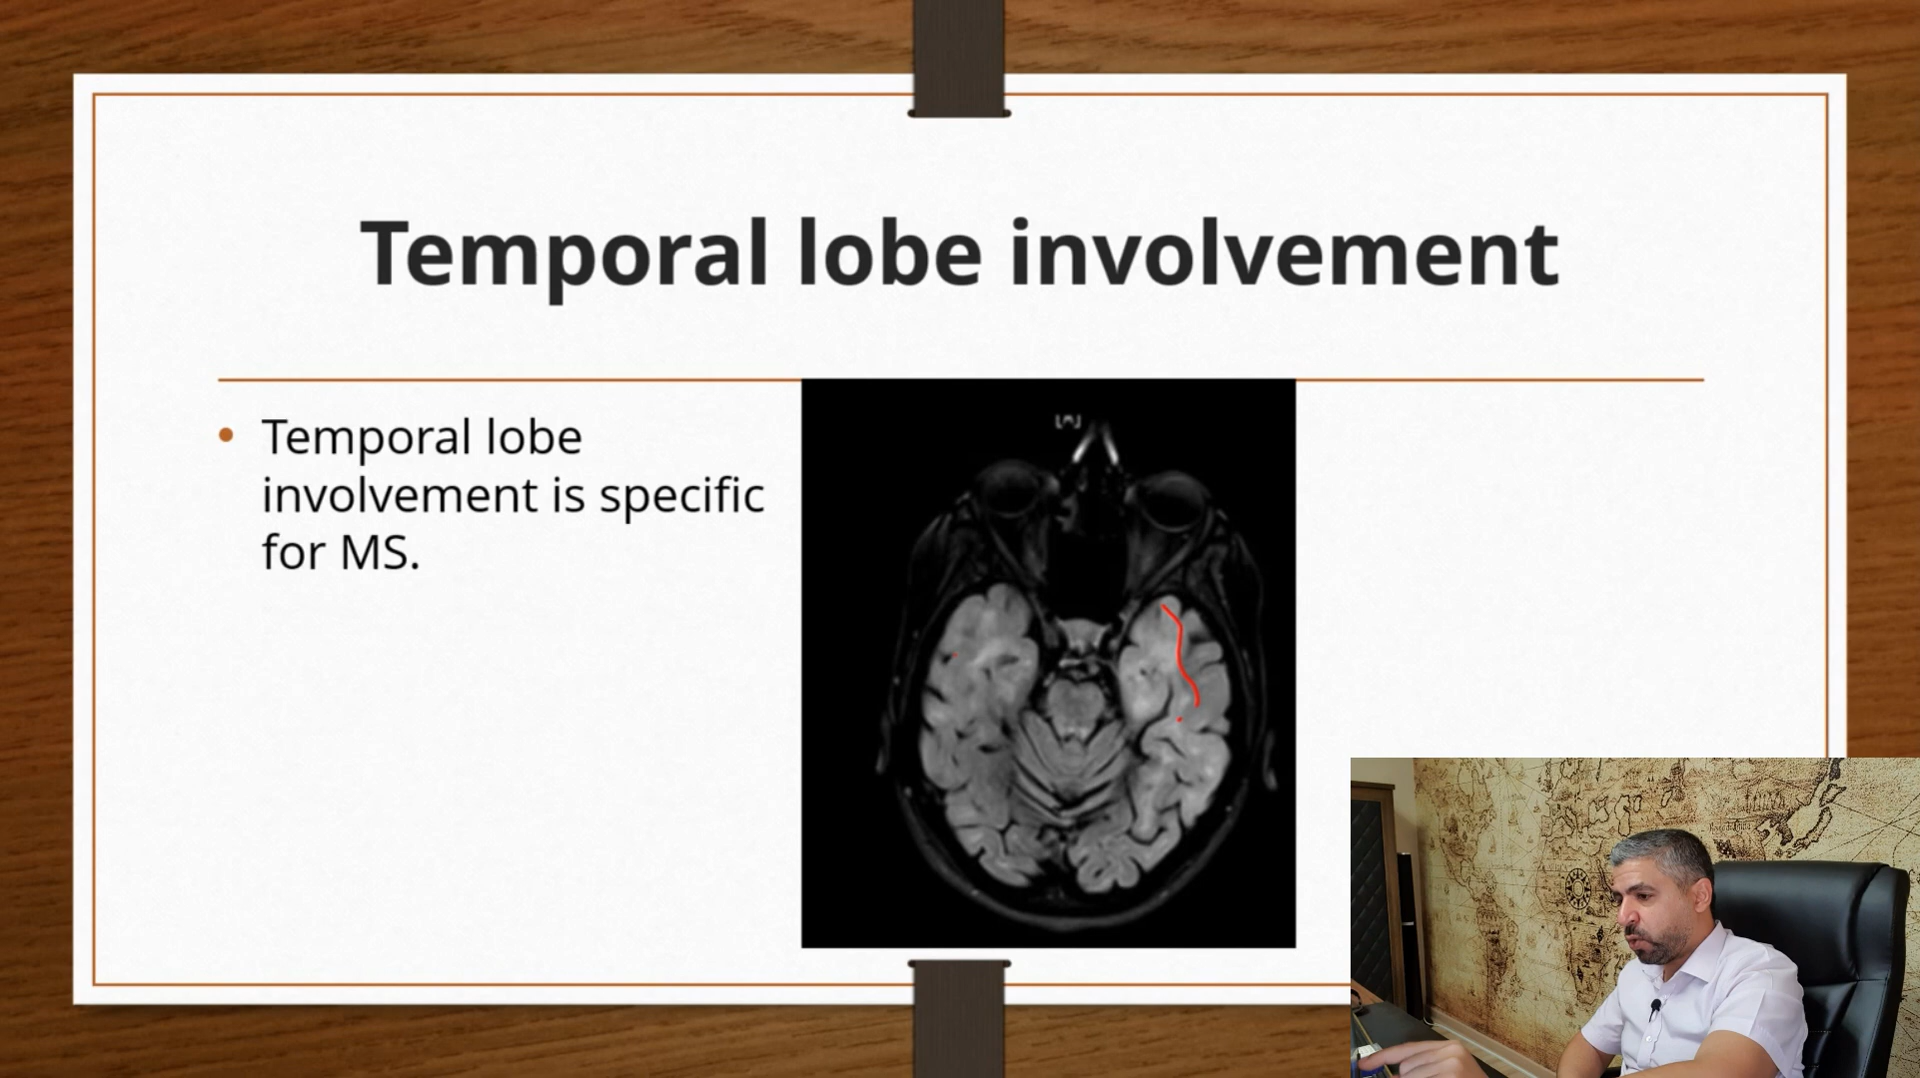 Temporal lobe involvement
• Temporal lobe
involvement is specific
for MS.